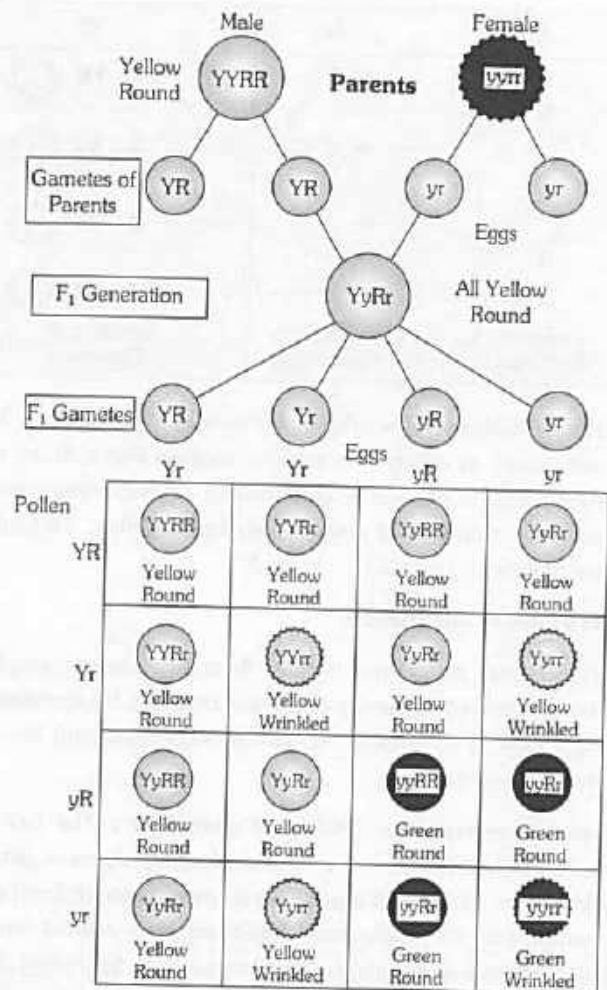 Male
Female
Yellow
Round
YYRR
Parents
yyrr
Gametes of
Parents
YR
YR
yr
yr
Eggs
F₁ Generation
YyRr
All Yellow
Round
F₁ Gametes
YR
Yr
yR
yr
Eggs
Yr
Yr
yR
yr
Pollen
YR
YYRR
YYRr
YyRR
YyRr
Yellow
Round
Yellow
Round
Yellow
Round
Yellow
Round
Yr
YYRr
YYrr
YyRr
Yyrr
Yellow
Round
Yellow
Wrinkled
Yellow
Round
Yellow
Wrinkled
yR
YyRR
YyRr
yyRR
yyRr
Yellow
Round
Yellow
Round
Green
Round
Green
Round
yr
YyRr
Yyrr
yyRr
yyrr
Yellow
Round
Yellow
Wrinkled
Green
Round
Green
Wrinkled